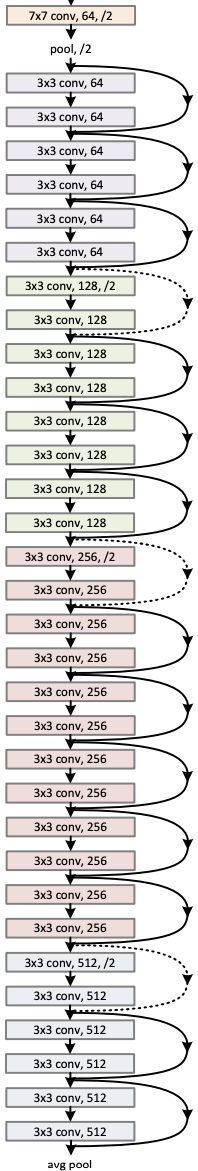 7x7 conv, 64, /2
pool, /2
3x3 conv, 64
3x3 conv, 64
3x3 conv, 64
3x3 conv, 64
3x3 conv, 64
3x3 conv, 64
3x3 conv, 128, /2
3x3 conv, 128
3x3 conv, 128
3x3 conv, 128
3x3 conv, 128
3x3 conv, 128
3x3 conv, 128
3x3 conv, 128
3x3 conv, 256, /2
3x3 conv, 256
3x3 conv, 256
3x3 conv, 256
3x3 conv, 256
3x3 conv, 256
3x3 conv, 256
3x3 conv, 256
3x3 conv, 256
3x3 conv, 256
3x3 conv, 256
3x3 conv, 256
3x3 conv, 512, /2
3x3 conv, 512
3x3 conv, 512
3x3 conv, 512
3x3 conv, 512
3x3 conv, 512
avg pool